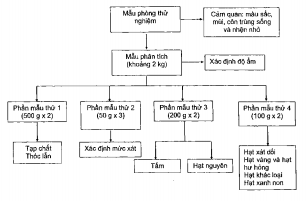 Mẫu phòng thử
nghiệm
Cảm quan: màu sắc,
mùi, côn trùng sống
và nhện nhỏ
Mẫu phân tích
(khoảng 2 kg)
Xác định độ ẩm
Phần mẫu thử 1
(500 g x 2)
Phần mẫu thử 2
(50 g x 3)
Phần mẫu thử 3
(200 g x 2)
Phần mẫu thử 4
(100 g x 2)
Tạp chất
Thóc lẫn
Xác định mức xát
Tấm
Hạt nguyên
Hạt xát dối
Hạt vàng và hạt
hư hỏng
Hạt khác loại
Hạt xanh non